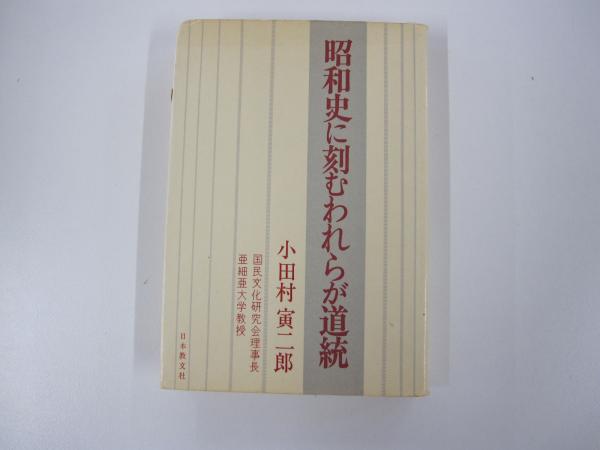 昭和史に刻むわれらが道統
小田村寅二郎
国民文化研究会理事長
亜細亜大学教授
日本教文社